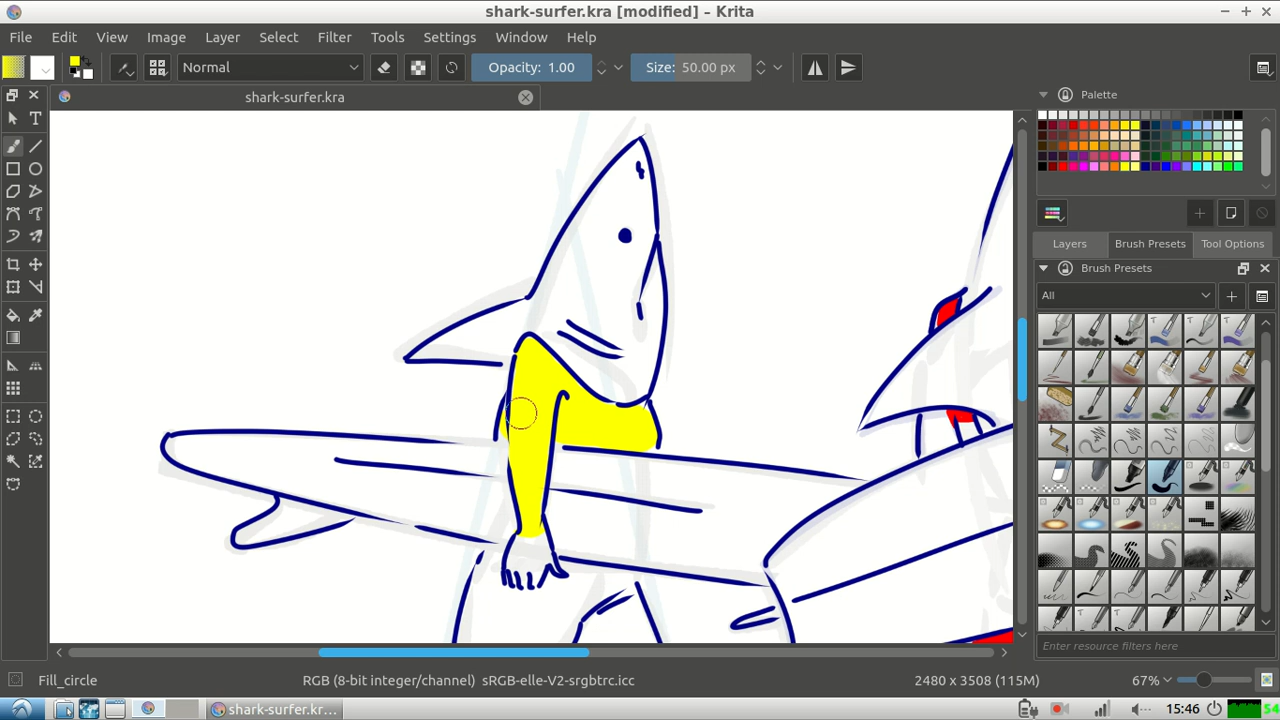 shark-surfer.kra [modified] – Krita
File Edit View Image Layer Select Filter Tools Settings Window Help
Normal Opacity: 1.00 Size: 50.00 px
shark-surfer.kra
Palette
Layers Brush Presets Tool Options
Brush Presets
All
Enter resource filters here
Fill_circle RGB (8-bit integer/channel) sRGB-elle-V2-srgbtrc.icc 2480 x 3508 (115M) 67%
shark-surfer.kr... 15:46 54